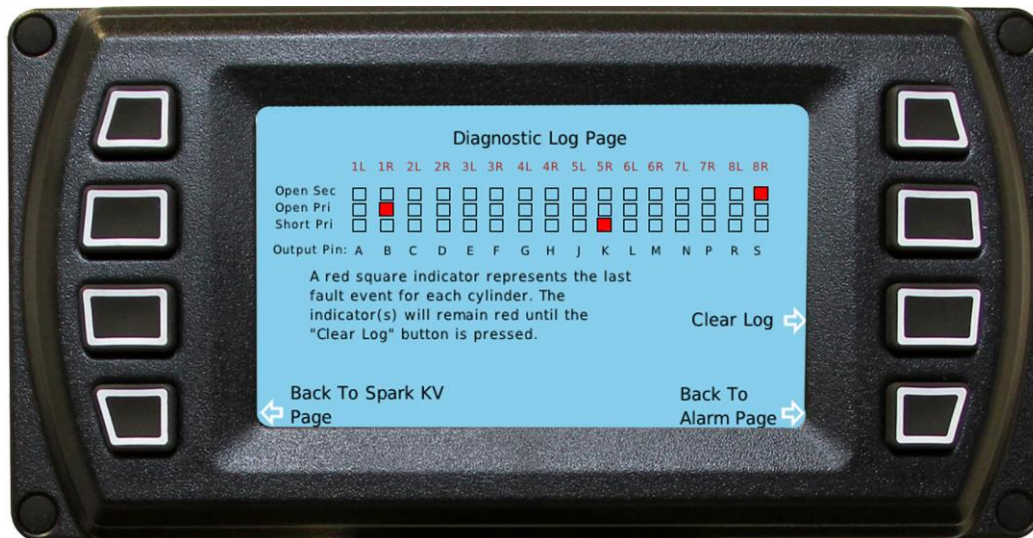 Diagnostic Log Page
1L 1R 2L 2R 3L 3R 4L 4R 5L 5R 6L 6R 7L 7R 8L 8R
Open Sec
Open Pri
Short Pri
Output Pin: A B C D E F G H J K L M N P R S
A red square indicator represents the last
fault event for each cylinder. The
indicator(s) will remain red until the
"Clear Log" button is pressed.
Clear Log
Back To Spark KV
Page
Back To
Alarm Page